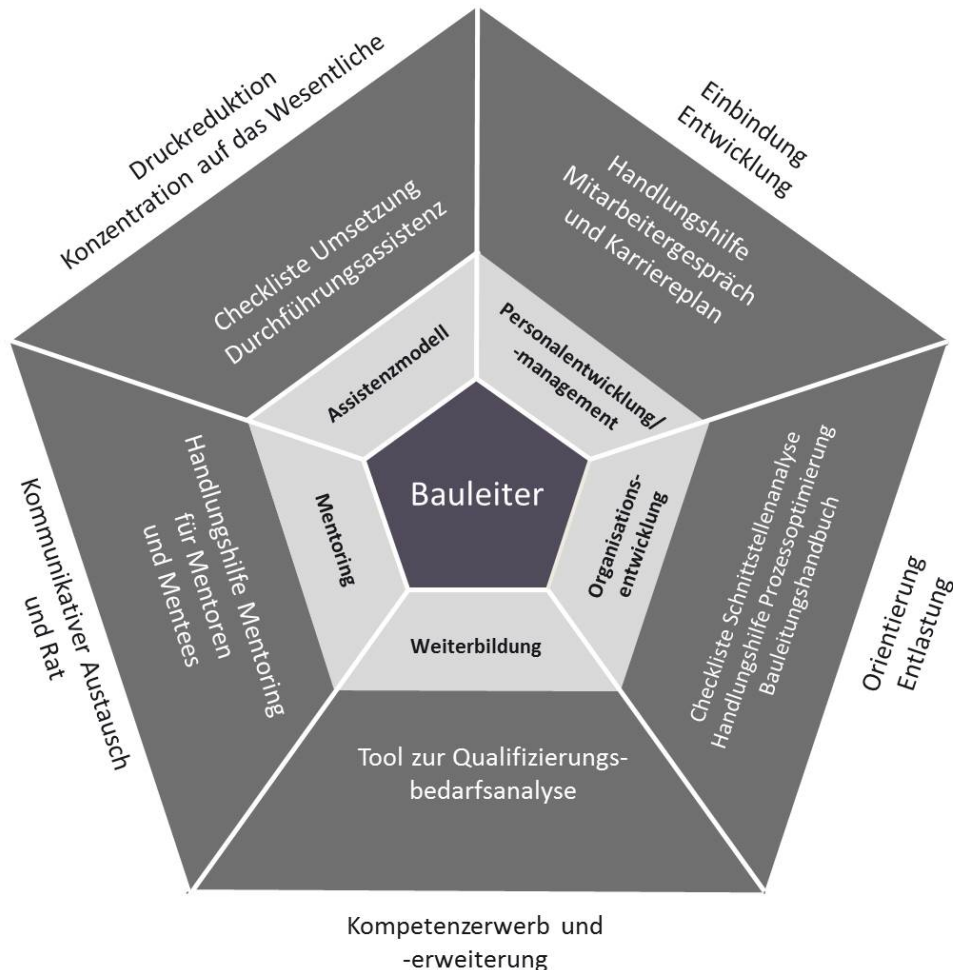 Druckreduktion
Konzentration auf das Wesentliche
Einbindung
Entwicklung
Checkliste Umsetzung
Durchführungsassistenz
Handlungshilfe
Mitarbeitergespräch
und Karriereplan
Assistenzmodell
Personalentwicklung/
-management
Bauleiter
Mentoring
Organisations-
entwicklung
Weiterbildung
Handlungshilfe Mentoring
für Mentoren
und Mentees
Checkliste Schnittstellenanalyse
Handlungshilfe Prozessoptimierung
Bauleitungshandbuch
Kommunikativer Austausch
und Rat
Orientierung
Entlastung
Tool zur Qualifizierungs-
bedarfsanalyse
Kompetenzerwerb und
-erweiterung